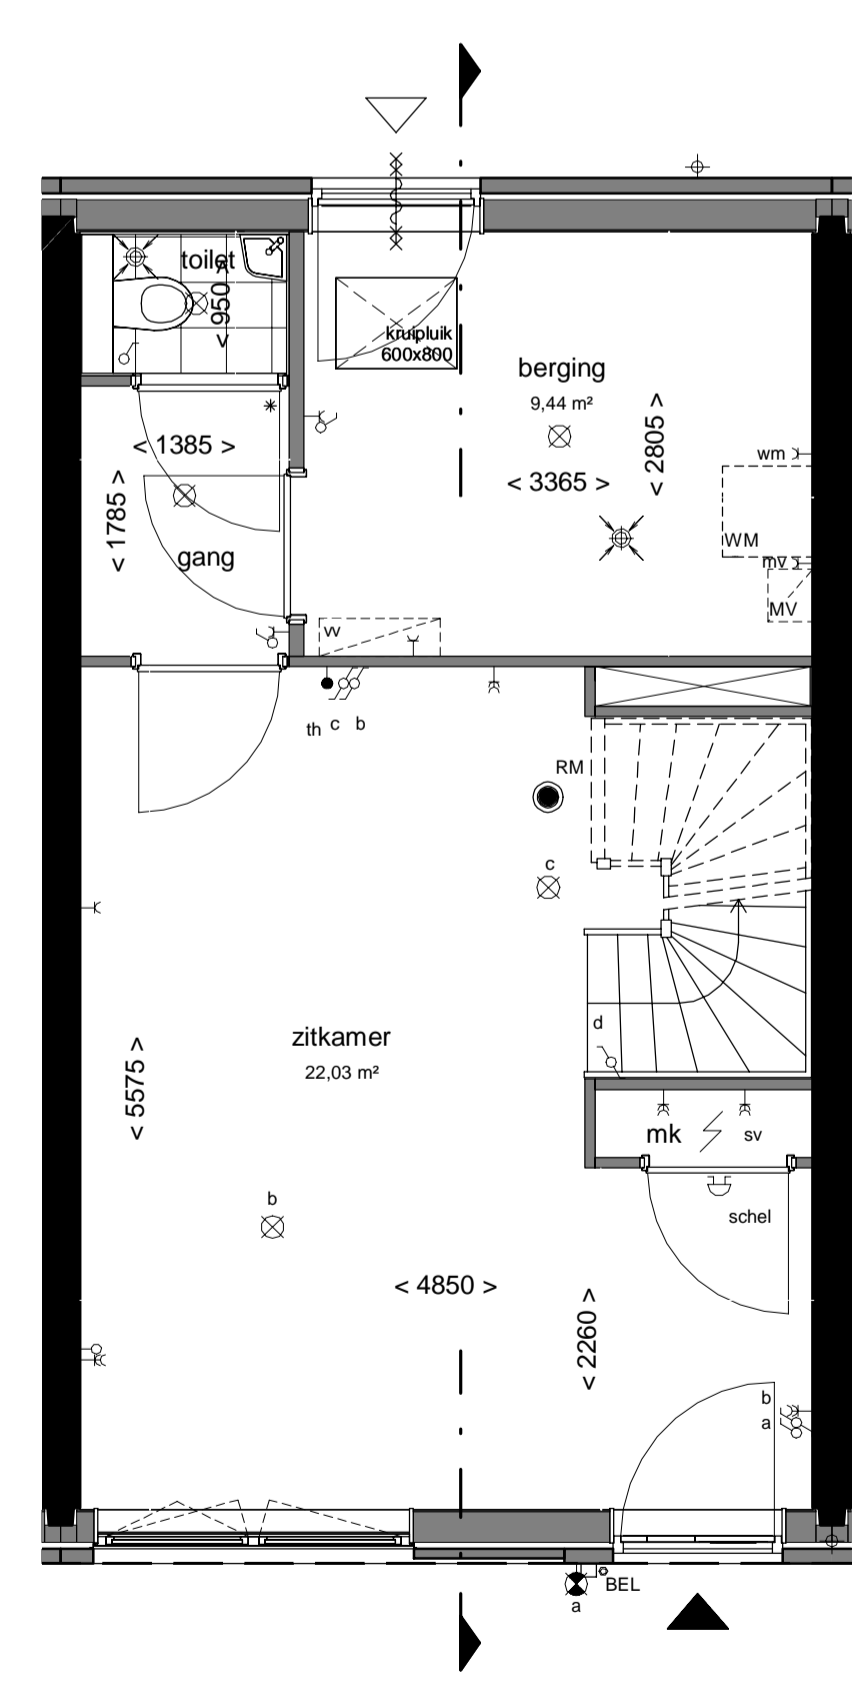 toilet
< 950 >
kruipluik
600x800
berging
9,44 m²
< 2805 >
< 3365 >
< 1385 >
< 1785 >
gang
wm
WM
mv
MV
vv
th c b
RM
c
zitkamer
22,03 m²
d
< 5575 >
mk
sv
schel
b
< 4850 >
< 2260 >
b
a
BEL
a